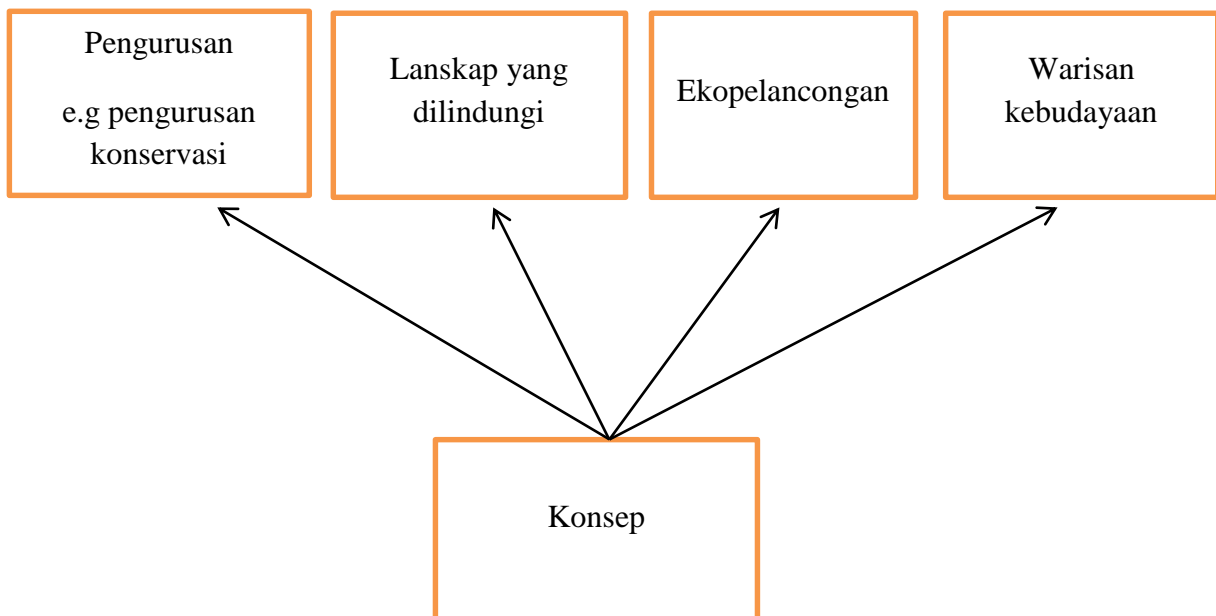 Pengurusan
e.g pengurusan
konservasi
Lanskap yang
dilindungi
Ekopelancongan
Warisan
kebudayaan
Konsep